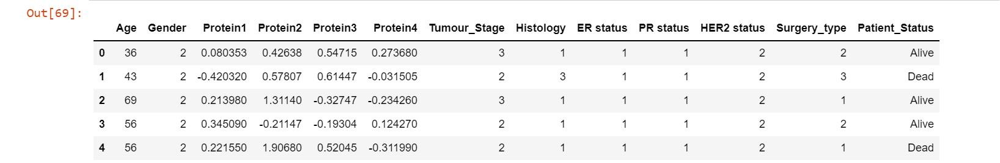 Out[69]:
Age Gender Protein1 Protein2 Protein3 Protein4 Tumour_Stage Histology ER status PR status HER2 status Surgery_type Patient_Status
0 36 2 0.080353 0.42638 0.54715 0.273680 3 1 1 1 2 2 Alive
1 43 2 -0.420320 0.57807 0.61447 -0.031505 2 3 1 1 2 3 Dead
2 69 2 0.213980 1.31140 -0.32747 -0.234260 3 1 1 1 2 1 Alive
3 56 2 0.345090 -0.21147 -0.19304 0.124270 2 1 1 1 2 2 Alive
4 56 2 0.221550 1.90680 0.52045 -0.311990 2 1 1 1 2 1 Dead